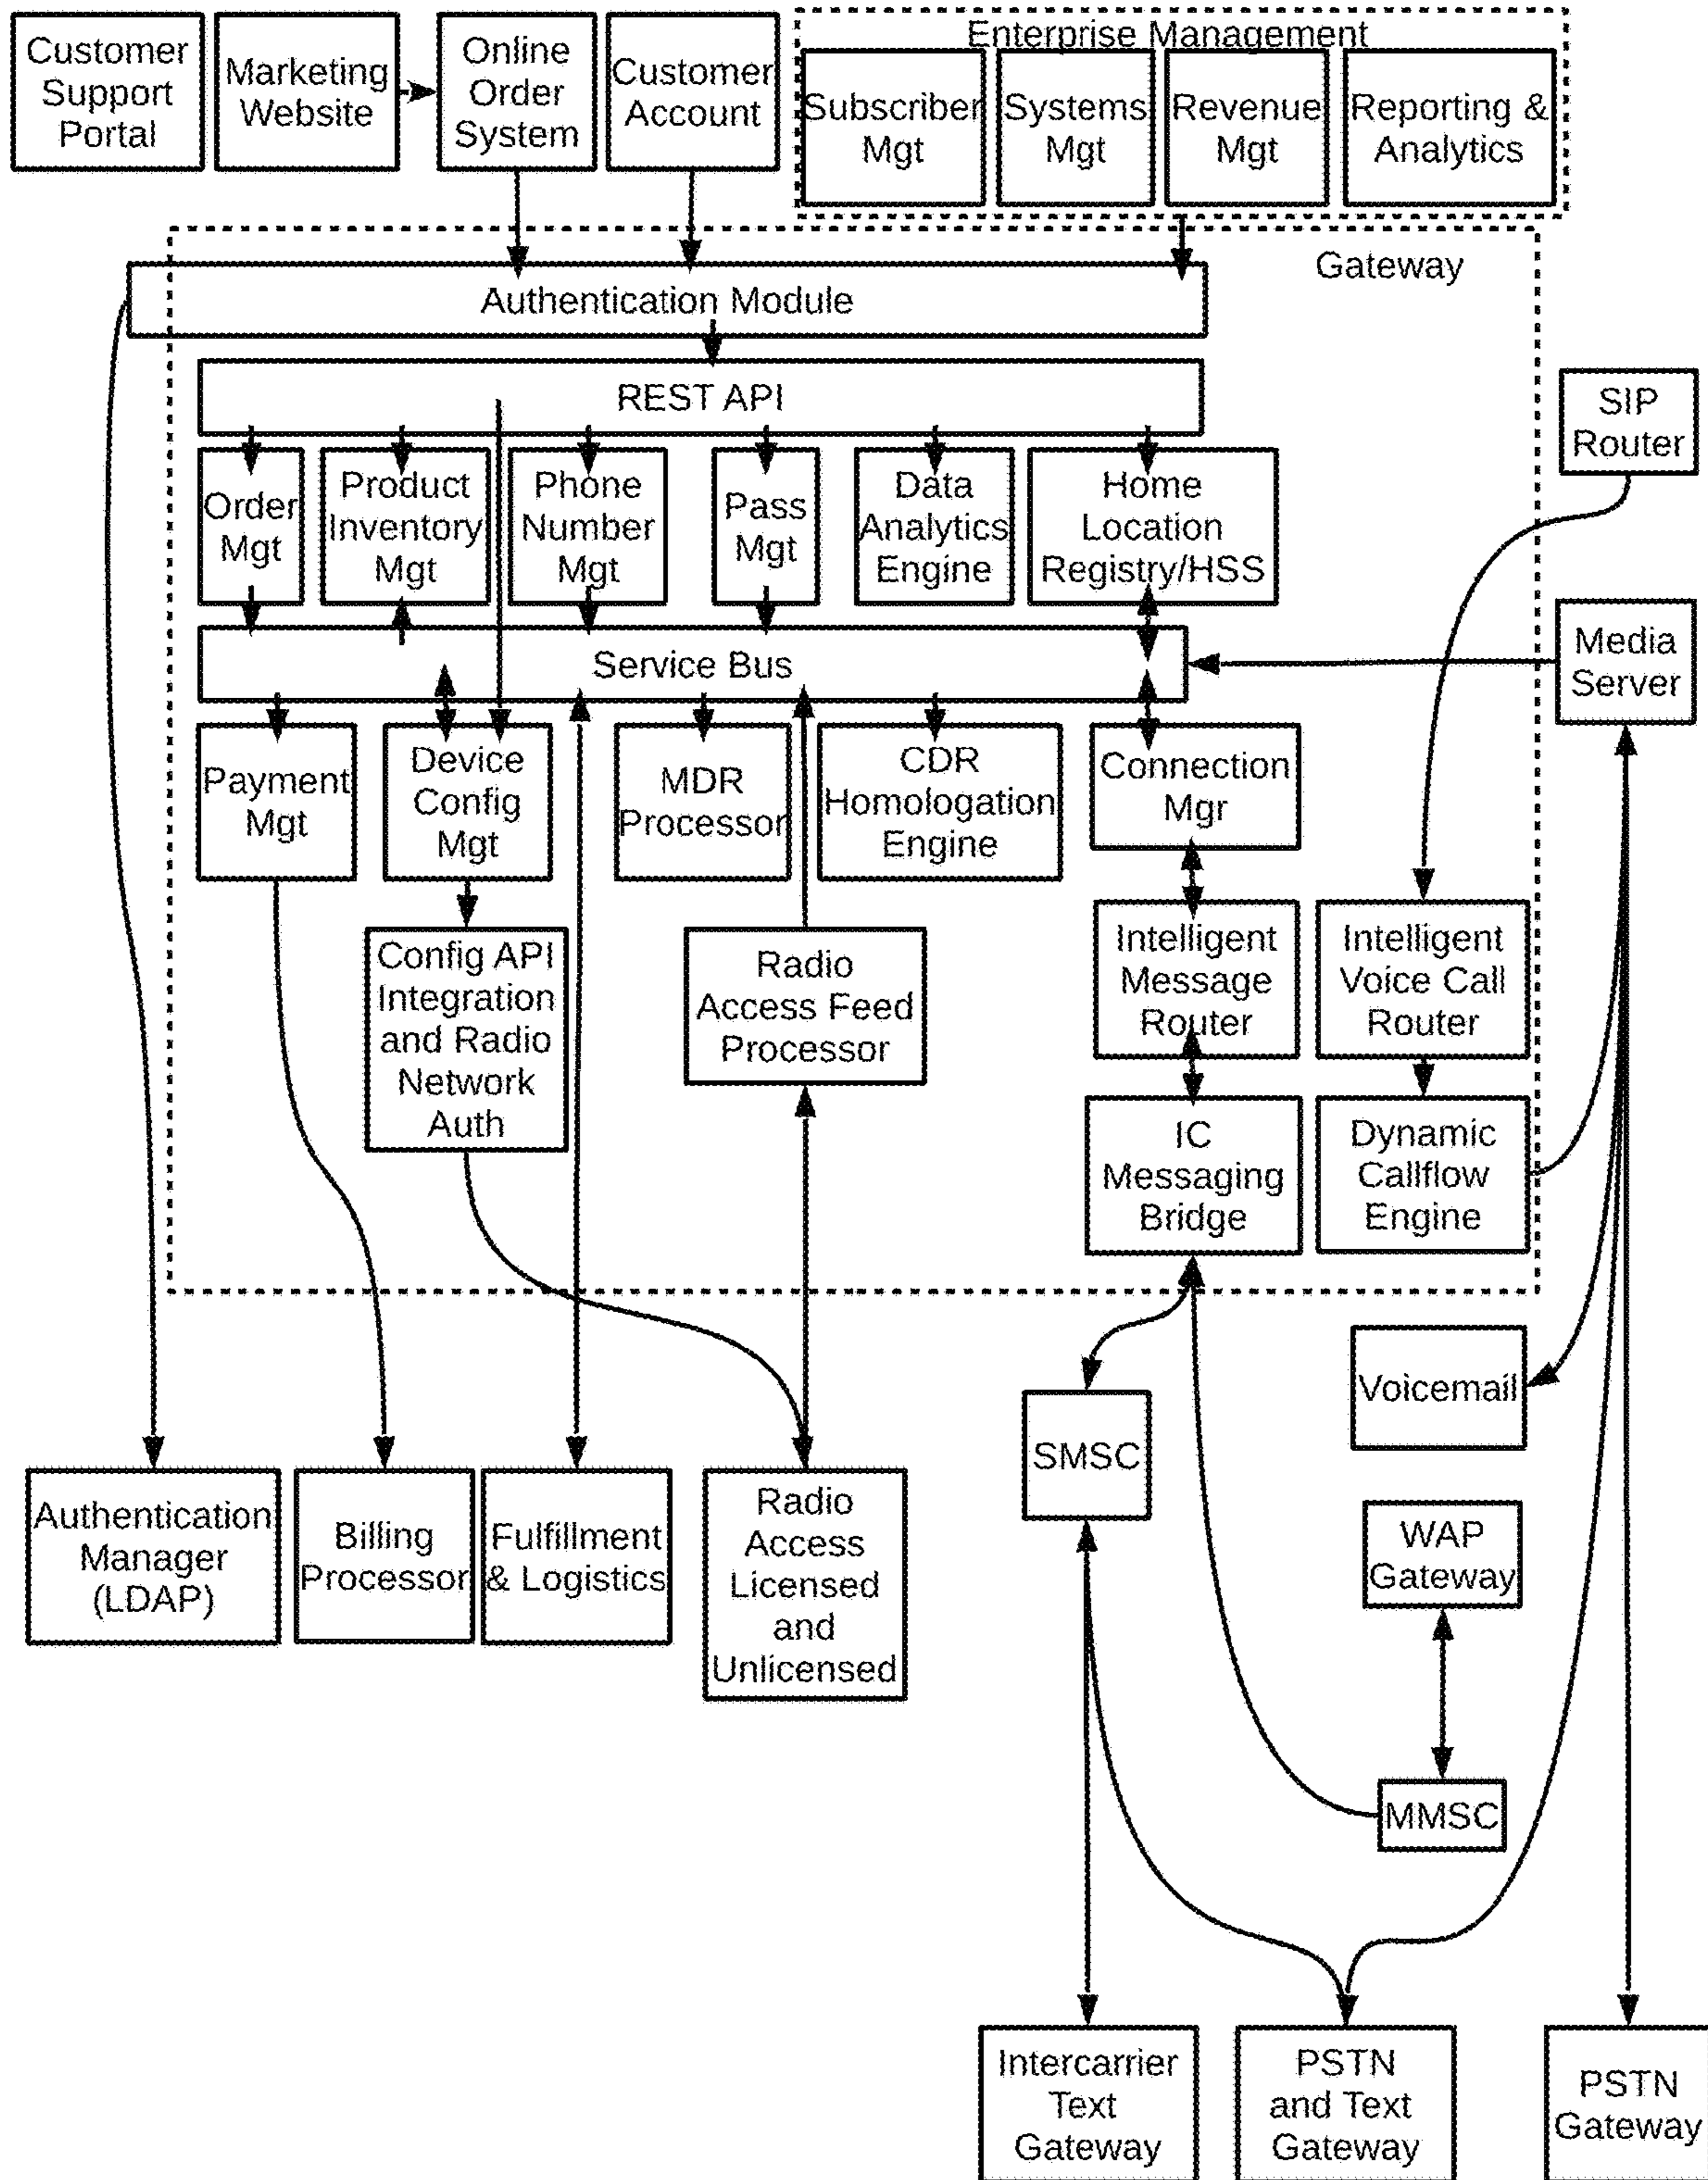 Customer
Support
Portal
Marketing
Website
Online
Order
System
Customer
Account
Enterprise Management
Subscriber
Mgt
Systems
Mgt
Revenue
Mgt
Reporting &
Analytics
Gateway
Authentication Module
REST API
SIP
Router
Order
Mgt
Product
Inventory
Mgt
Phone
Number
Mgt
Pass
Mgt
Data
Analytics
Engine
Home
Location
Registry/HSS
Service Bus
Media
Server
Payment
Mgt
Device
Config
Mgt
MDR
Processor
CDR
Homologation
Engine
Connection
Mgr
Config API
Integration
and Radio
Network
Auth
Radio
Access Feed
Processor
Intelligent
Message
Router
Intelligent
Voice Call
Router
IC
Messaging
Bridge
Dynamic
Callflow
Engine
Voicemail
SMSC
Authentication
Manager
(LDAP)
Billing
Processor
Fulfillment
& Logistics
Radio
Access
Licensed
and
Unlicensed
WAP
Gateway
MMSC
Intercarrier
Text
Gateway
PSTN
and Text
Gateway
PSTN
Gateway